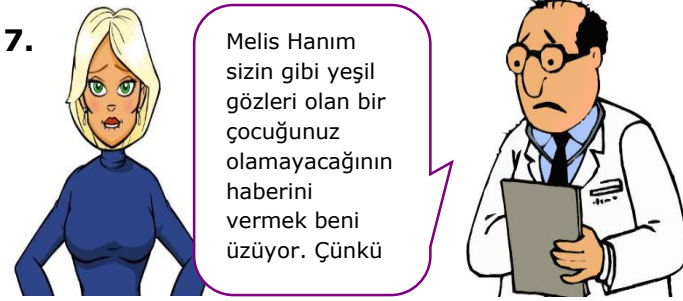 7.
Melis Hanım
sizin gibi yeşil
gözleri olan bir
çocuğunuz
olamayacağının
haberini
vermek beni
üzüyor. Çünkü